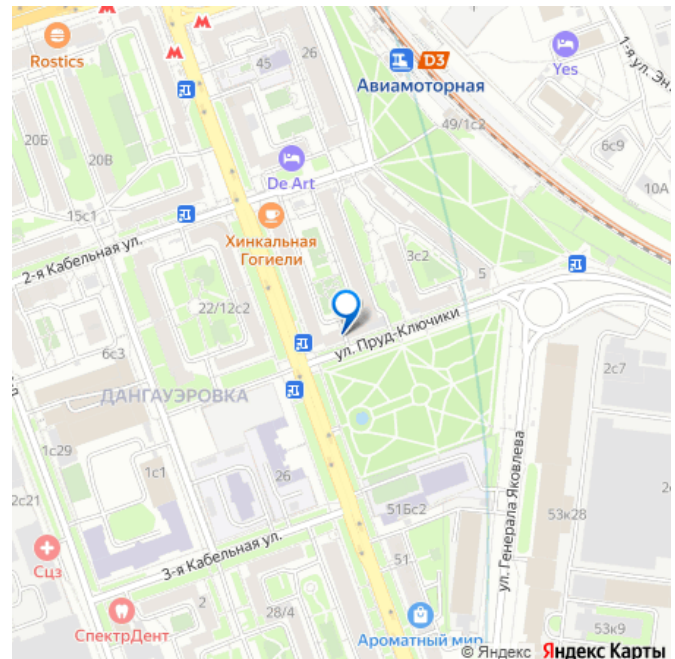 Rostics
45
26
D3
Авиамоторная
Yes
1-я ул. Эн
49/1с2
6с9
20Б
20В
De Art
10А
15с1
2-я Кабельная ул.
Хинкальная
Гогиели
3с2
5
22/12с2
ул. Пруд-Ключики
6с3
ДАНГАУЭРОВКА
2с7
1с29
1с1
26
2с21
51Бс2
ул. Генерала Яковлева
53к28
Сцз
3-я Кабельная ул.
51
2
СпектрДент
28/4
Ароматный мир
53к9
© Яндекс Яндекс Карты